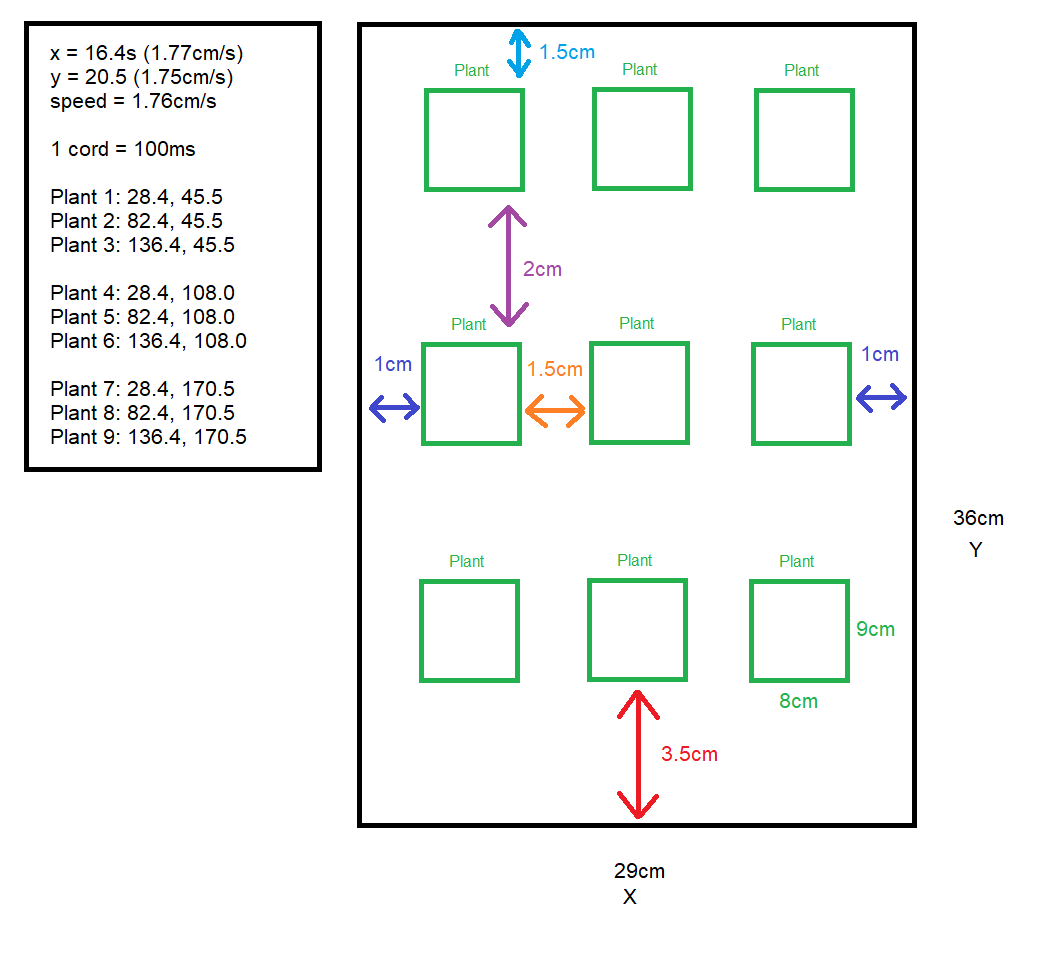 x = 16.4s (1.77cm/s)
y = 20.5 (1.75cm/s)
speed = 1.76cm/s
1 cord = 100ms
Plant 1: 28.4, 45.5
Plant 2: 82.4, 45.5
Plant 3: 136.4, 45.5
Plant 4: 28.4, 108.0
Plant 5: 82.4, 108.0
Plant 6: 136.4, 108.0
Plant 7: 28.4, 170.5
Plant 8: 82.4, 170.5
Plant 9: 136.4, 170.5
1.5cm
Plant
Plant
Plant
2cm
Plant
Plant
Plant
1cm
1.5cm
1cm
36cm
Y
Plant
Plant
Plant
9cm
8cm
3.5cm
29cm
X